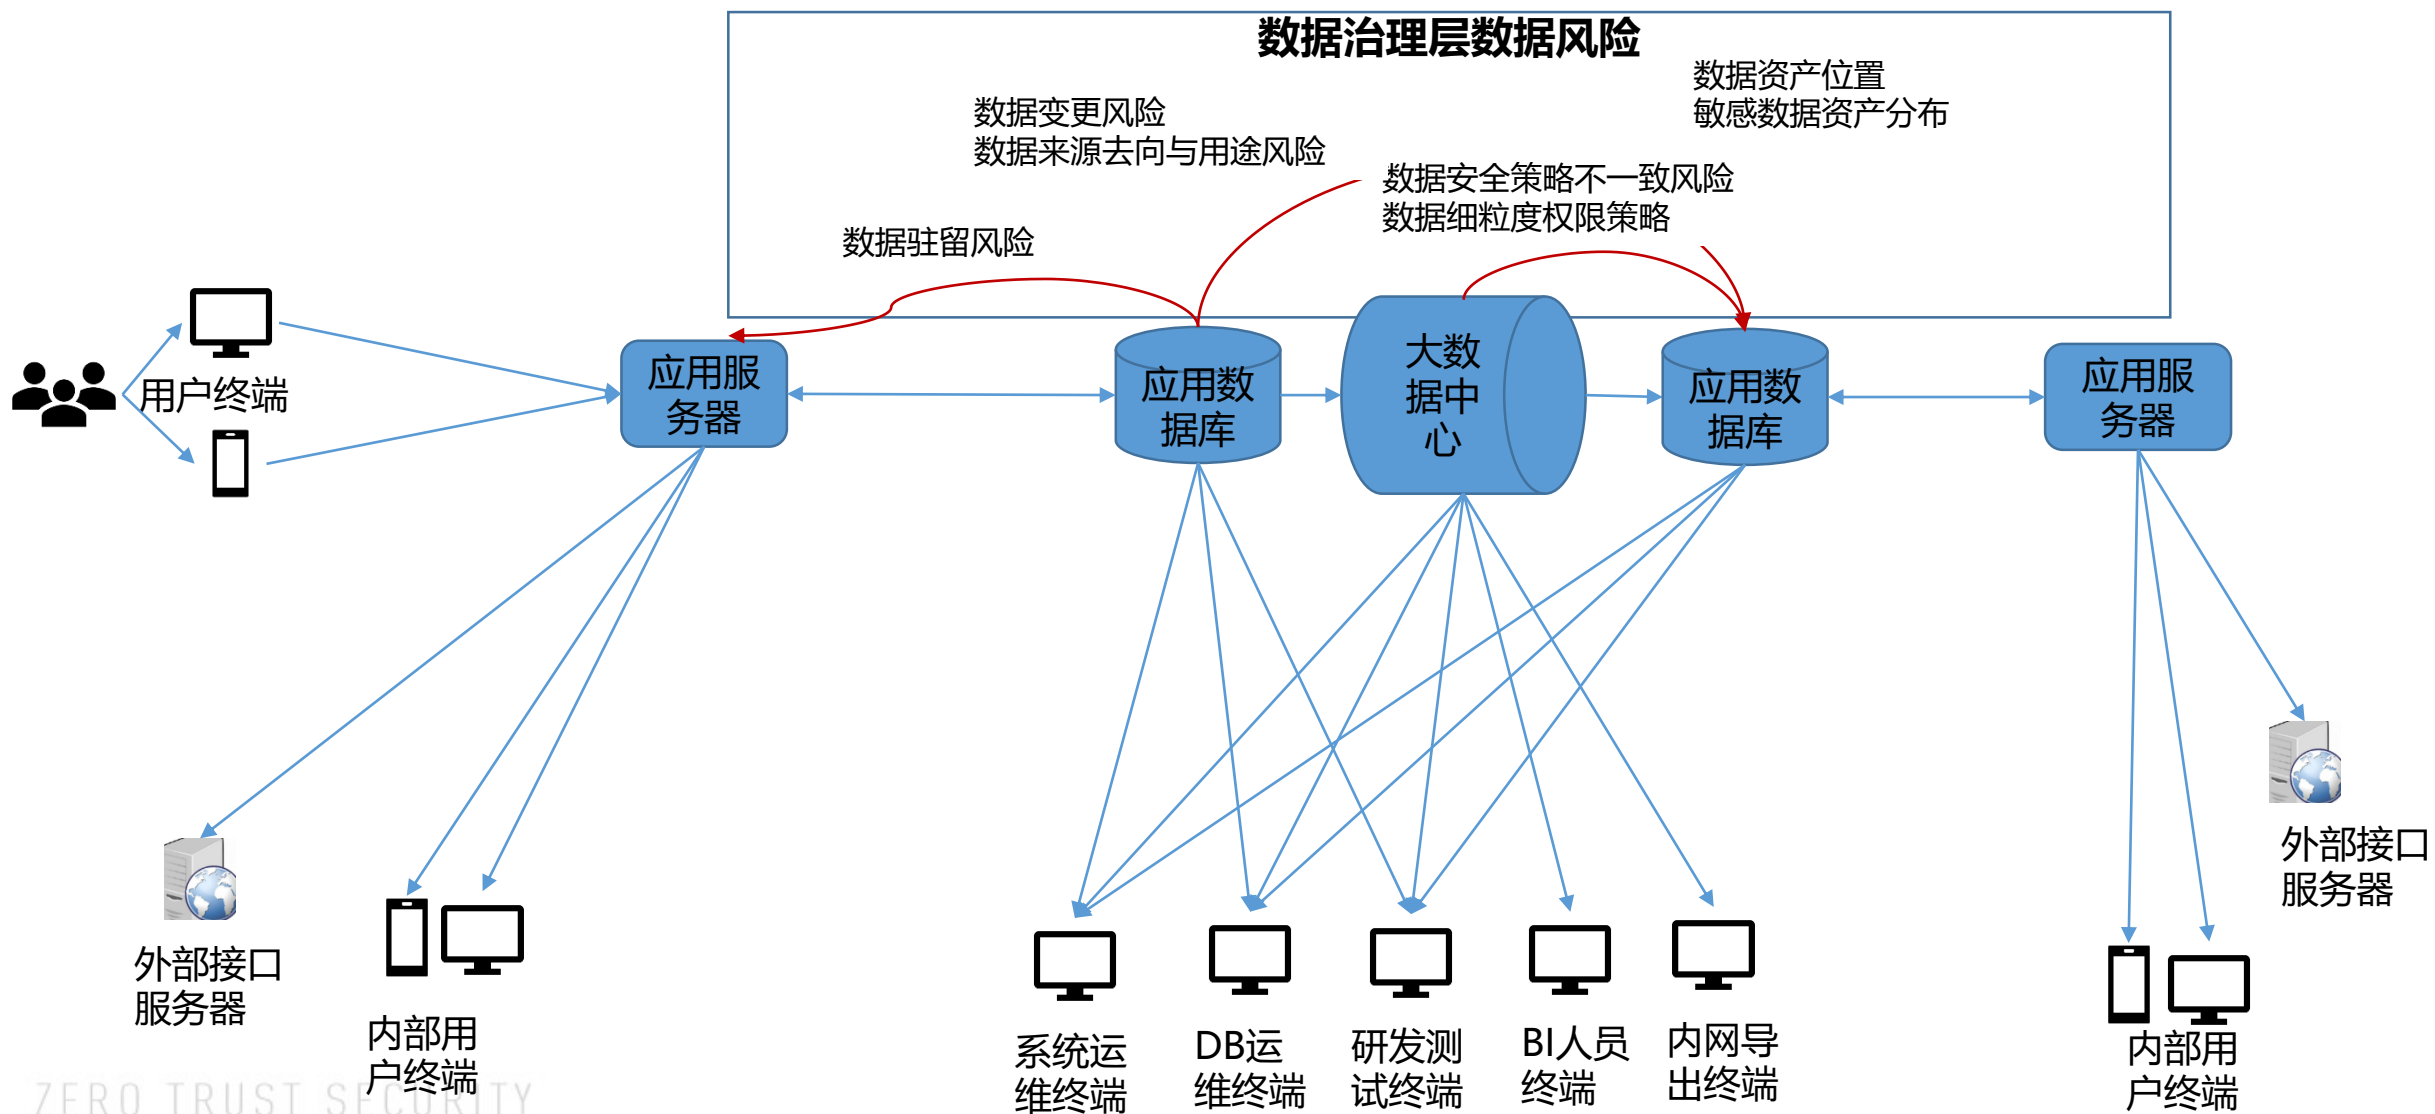 数据治理层数据风险
数据资产位置
敏感数据资产分布
数据变更风险
数据来源去向与用途风险
数据安全策略不一致风险
数据细粒度权限策略
数据驻留风险
用户终端
应用服
务器
应用数
据库
大数
据中
心
应用数
据库
应用服
务器
外部接口
服务器
内部用
户终端
系统运
维终端
DB运
维终端
研发测
试终端
BI人员
终端
内网导
出终端
外部接口
服务器
内部用
户终端
ZERO TRUST SECURITY